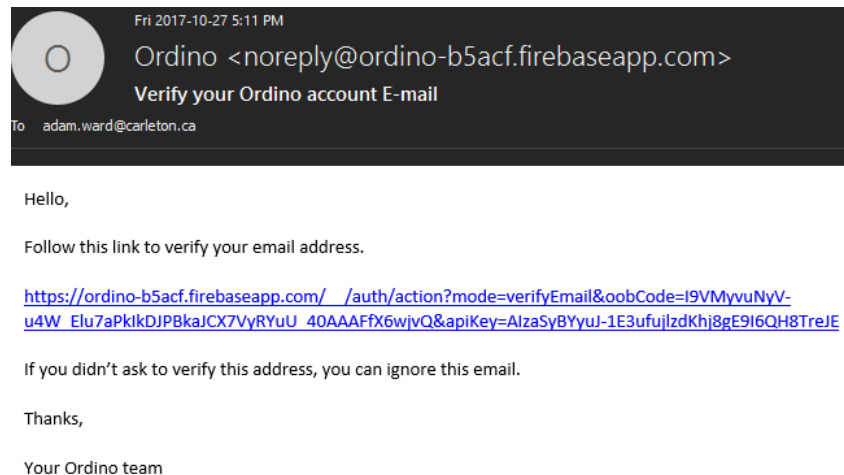 Fri 2017-10-27 5:11 PM
O
Ordino <noreply@ordino-b5acf.firebaseapp.com>
Verify your Ordino account E-mail
To adam.ward@carleton.ca
Hello,
Follow this link to verify your email address.
https://ordino-b5acf.firebaseapp.com/__/auth/action?mode=verifyEmail&oobCode=I9VMyvuNyV-
u4W_Elu7aPkIkDJPBkaJCX7VyRYuU_40AAAFfX6wjvQ&apiKey=AIzaSyBYyuJ-1E3ufujlzdKhj8gE9I6QH8TreJE
If you didn’t ask to verify this address, you can ignore this email.
Thanks,
Your Ordino team